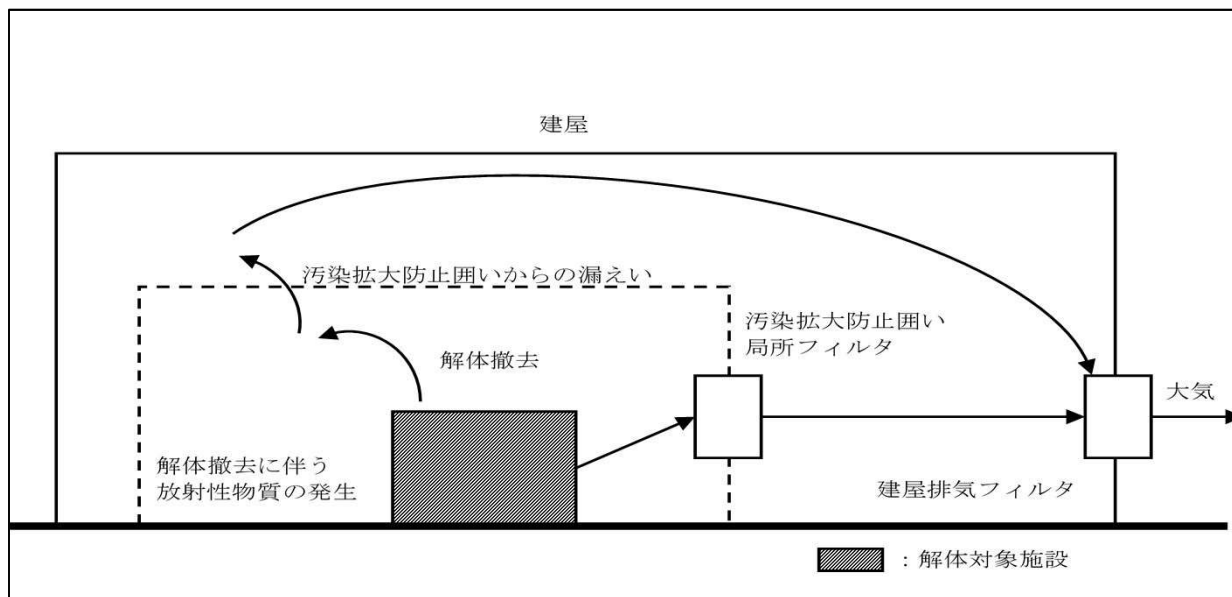 建屋
汚染拡大防止囲いからの漏えい
汚染拡大防止囲い
局所フィルタ
解体撤去
大気
解体撤去に伴う
放射性物質の発生
建屋排気フィルタ
：解体対象施設